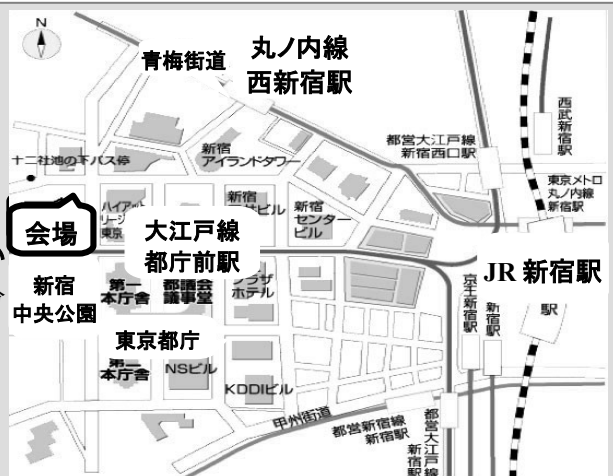 N
青梅街道
丸ノ内線
西新宿駅
都営大江戸線
新宿西口駅
西武新宿駅
十二社池の下バス停
新宿
アイランドタワー
東京メトロ
丸ノ内線
新宿駅
ハイアット
東京
新宿
ビル
新宿
センター
ビル
会場
大江戸線
都庁前駅
JR 新宿駅
駅
新宿
中央公園
第一
本庁舎
都議会
議事堂
プラザ
ホテル
京王新宿駅
新宿駅
東京都庁
第二
本庁舎
NSビル
KDDIビル
甲州街道
都営新宿線
新宿駅
都営大江戸線
新宿駅